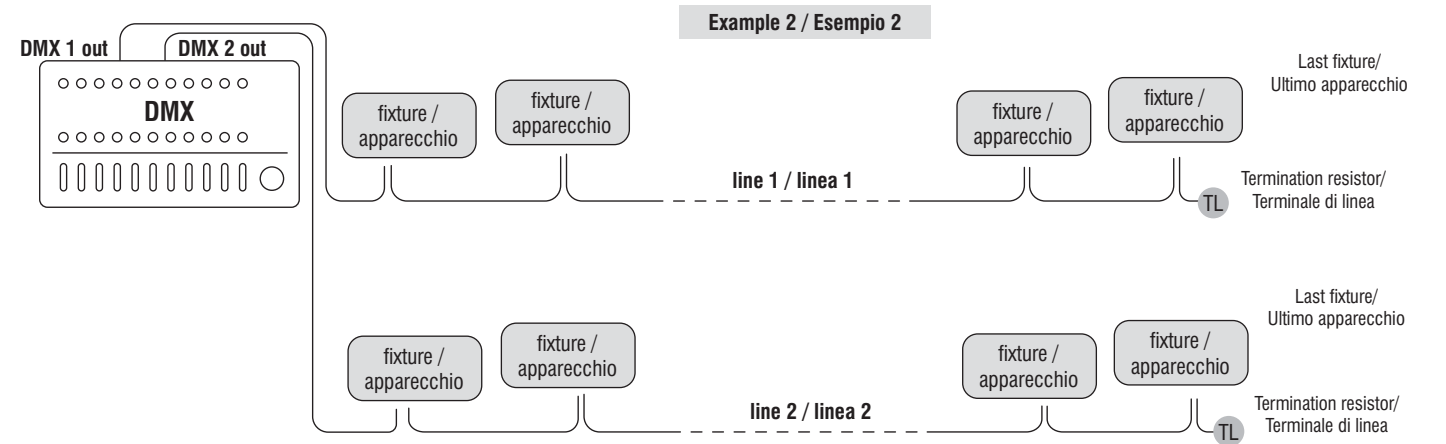 Example 2 / Esempio 2
DMX 1 out
DMX 2 out
DMX
fixture /
apparecchio
fixture /
apparecchio
line 1 / linea 1
fixture /
apparecchio
fixture /
apparecchio
Last fixture/
Ultimo apparecchio
TL
Termination resistor/
Terminale di linea
fixture /
apparecchio
fixture /
apparecchio
line 2 / linea 2
fixture /
apparecchio
fixture /
apparecchio
Last fixture/
Ultimo apparecchio
TL
Termination resistor/
Terminale di linea